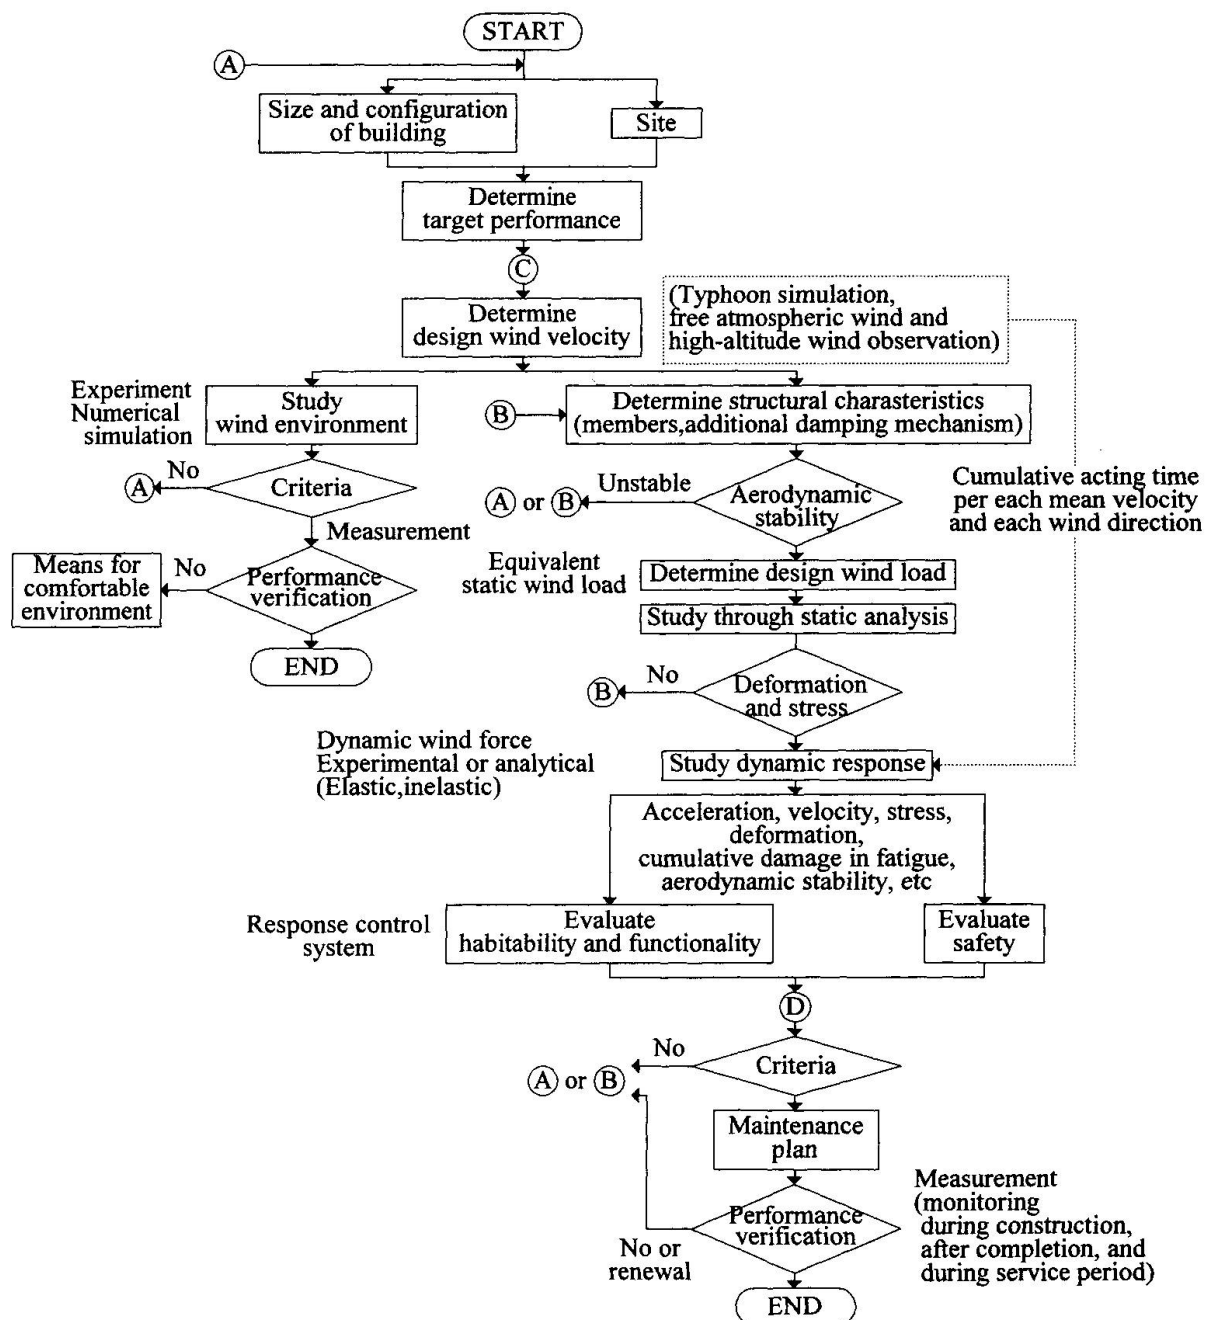 START
A
Size and configuration
of building
Site
Determine
target performance
C
Determine
design wind velocity
(Typhoon simulation,
free atmospheric wind and
high-altitude wind observation)
Experiment
Numerical
simulation
Study
wind environment
B
Determine structural charasteristics
(members,additional damping mechanism)
A
No
Criteria
A or B
Unstable
Aerodynamic
stability
Cumulative acting time
per each mean velocity
and each wind direction
Measurement
Means for
comfortable
environment
No
Performance
verification
Equivalent
static wind load
Determine design wind load
Study through static analysis
END
B
No
Deformation
and stress
Dynamic wind force
Experimental or analytical
(Elastic,inelastic)
Study dynamic response
Acceleration, velocity, stress,
deformation,
cumulative damage in fatigue,
aerodynamic stability, etc
Response control
system
Evaluate
habitability and functionality
Evaluate
safety
D
No
Criteria
A or B
Maintenance
plan
Performance
verification
No or
renewal
Measurement
(monitoring
during construction,
after completion, and
during service period)
END